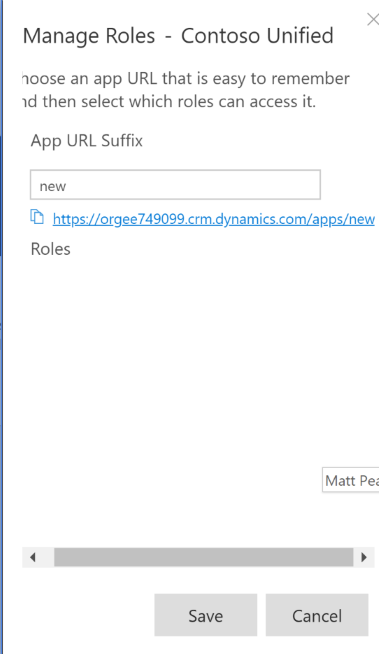 Manage Roles - Contoso Unified
hoose an app URL that is easy to remember
nd then select which roles can access it.
App URL Suffix
new
https://orgee749099.crm.dynamics.com/apps/new
Roles
Matt Pea
Save Cancel